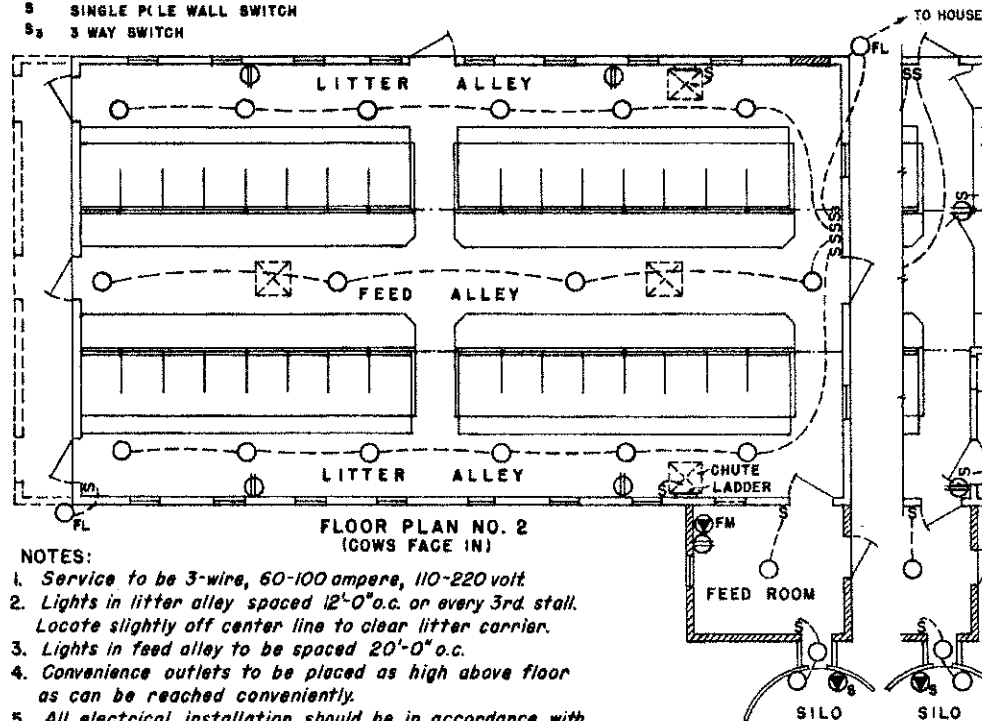 S SINGLE POLE WALL SWITCH
S₃ 3 WAY SWITCH
TO HOUSE
FL
LITTER ALLEY
S
SS
S
SSSS
FEED ALLEY
LITTER ALLEY
S
CHUTE
S LADDER
S
FL
FLOOR PLAN NO. 2
(COWS FACE IN)
FM
S
S
FEED ROOM
S
S
S
S
SILO
SILO
NOTES:
1. Service to be 3-wire, 60-100 ampere, 110-220 volt
2. Lights in litter alley spaced 12'-0" o.c. or every 3rd. stall.
Locate slightly off center line to clear litter carrier.
3. Lights in feed alley to be spaced 20'-0" o.c.
4. Convenience outlets to be placed as high above floor
as can be reached conveniently.
5. All electrical installation should be in accordance with